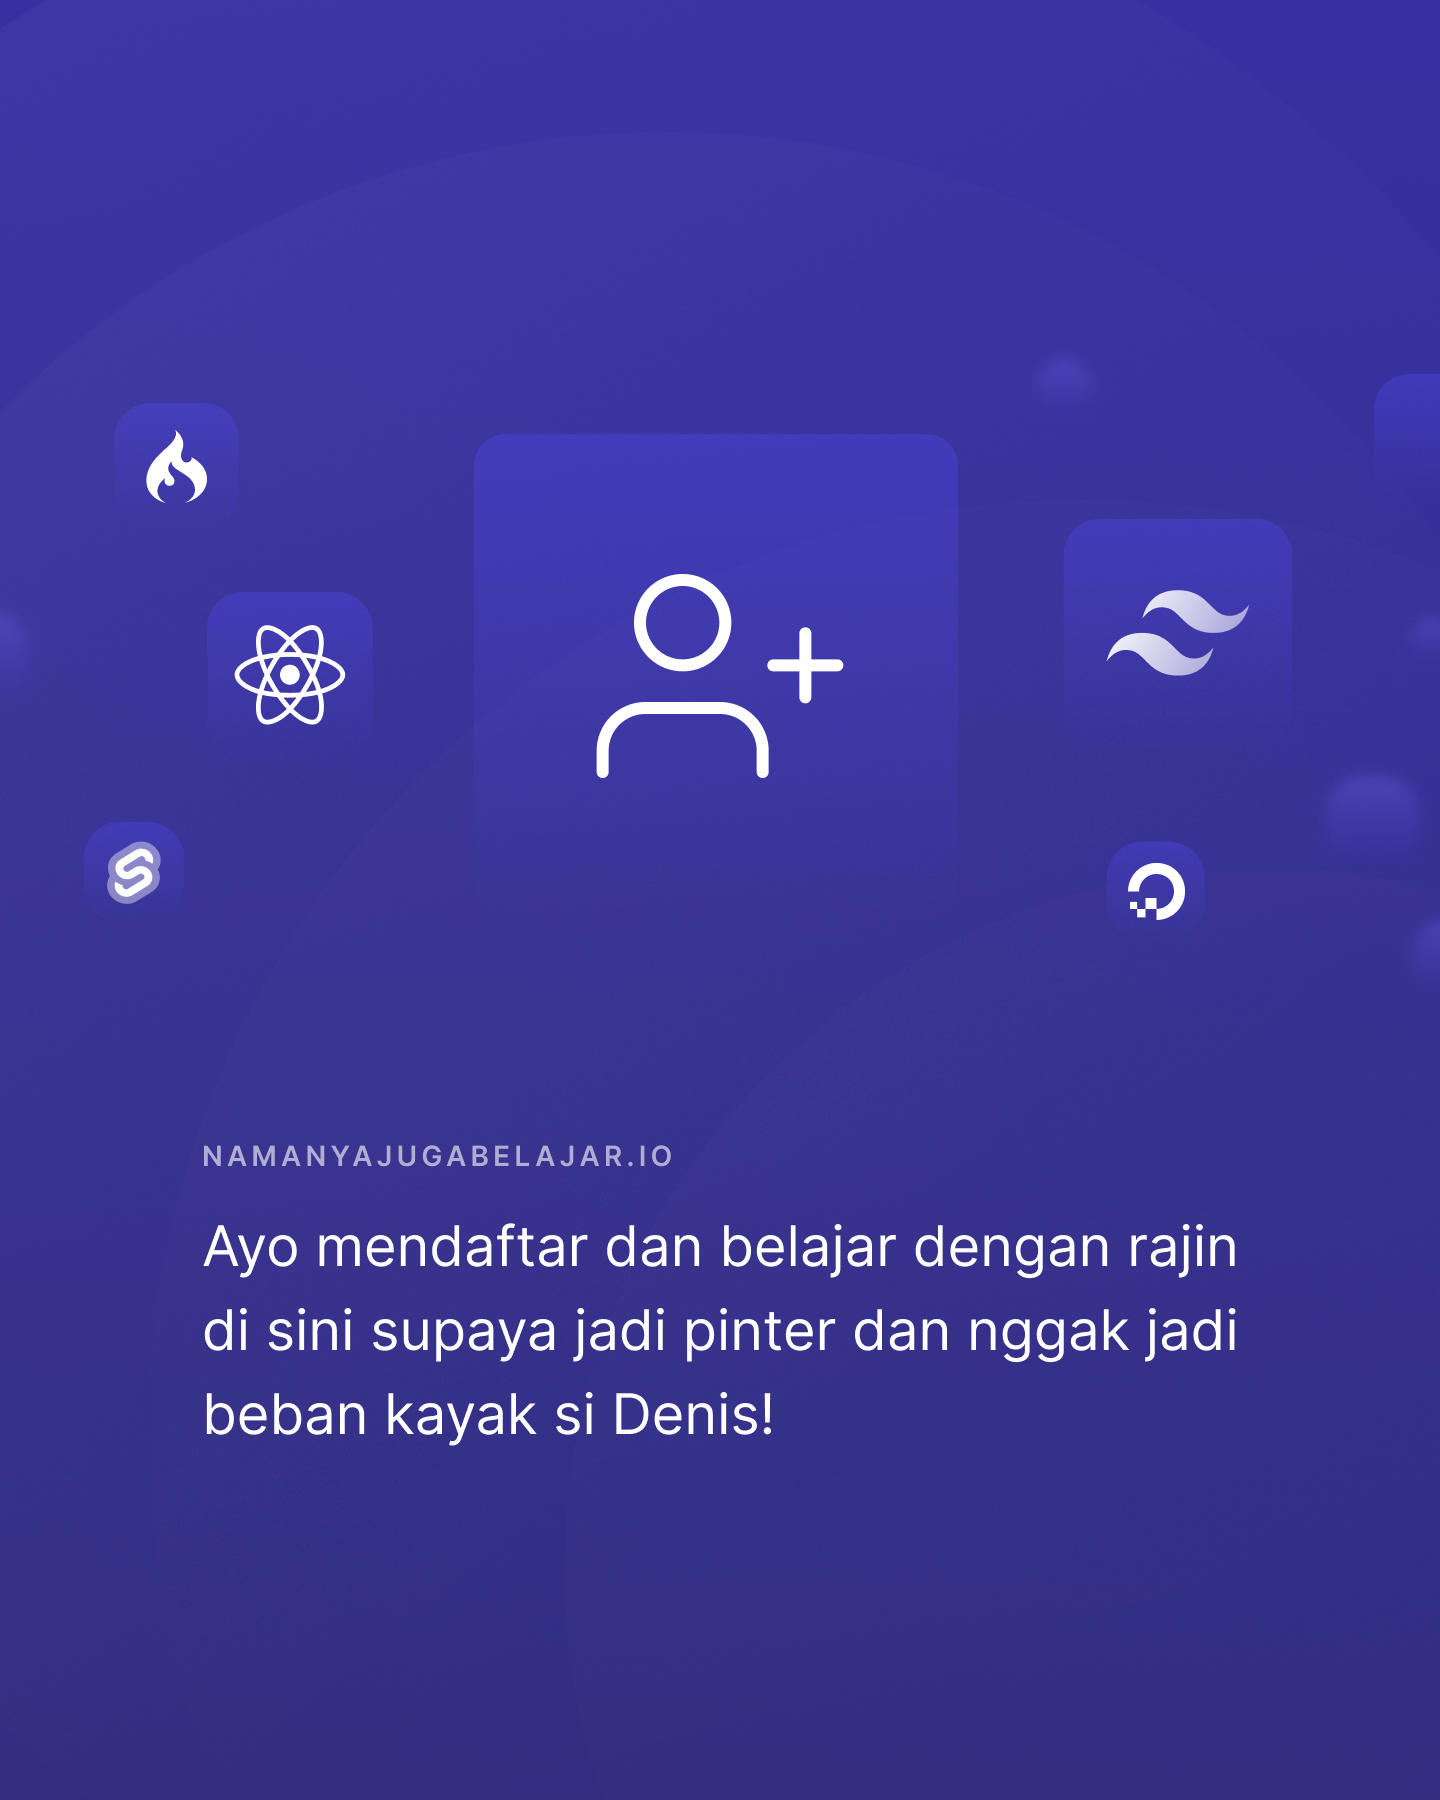 NAMANYAJUGABELAJAR.IO
Ayo mendaftar dan belajar dengan rajin
di sini supaya jadi pinter dan nggak jadi
beban kayak si Denis!